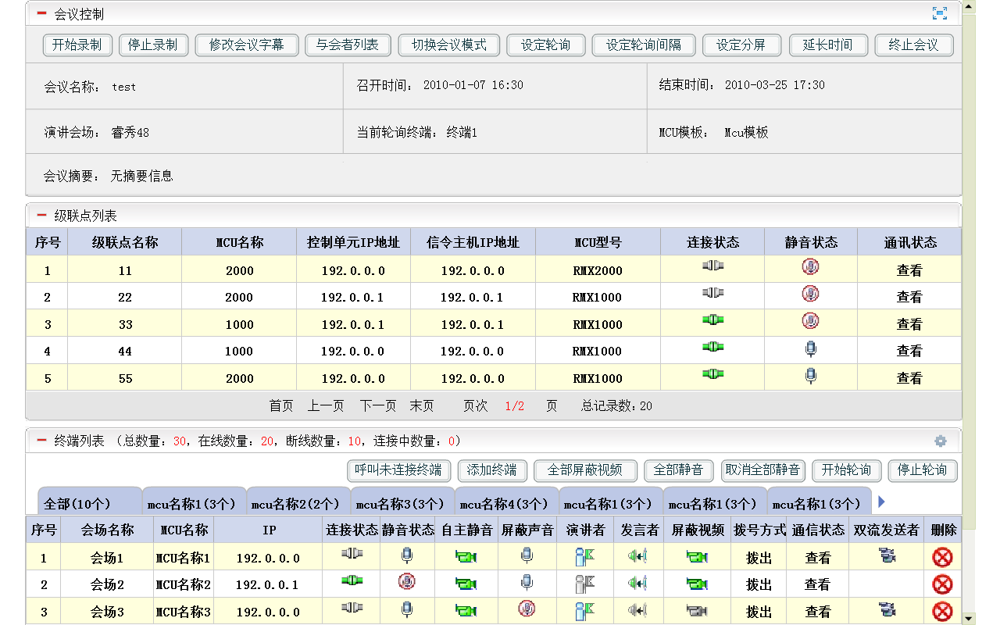 会议控制
开始录制 停止录制 修改会议字幕 与会者列表 切换会议模式 设定轮询 设定轮询间隔 设定分屏 延长时间 终止会议
会议名称： test 召开时间： 2010-01-07 16:30 结束时间： 2010-03-25 17:30
演讲会场： 睿秀48 当前轮询终端：终端1 MCU模板： Mcu模板
会议摘要： 无摘要信息
级联点列表
序号 级联点名称 MCU名称 控制单元IP地址 信令主机IP地址 MCU型号 连接状态 静音状态 通讯状态
1 11 2000 192.0.0.0 192.0.0.0 RMX2000 查看
2 22 2000 192.0.0.1 192.0.0.1 RMX1000 查看
3 33 1000 192.0.0.1 192.0.0.1 RMX1000 查看
4 44 1000 192.0.0.0 192.0.0.0 RMX1000 查看
5 55 2000 192.0.0.0 192.0.0.0 RMX1000 查看
首页 上一页 下一页 末页 页次 1/2 页 总记录数：20
终端列表 （总数量：30，在线数量：20，断线数量：10，连接中数量：0）
呼叫未连接终端 添加终端 全部屏蔽视频 全部静音 取消全部静音 开始轮询 停止轮询
全部(10个) mcu名称1(3个) mcu名称2(2个) mcu名称3(3个) mcu名称4(3个) mcu名称1(3个) mcu名称1(3个) mcu名称1(3个)
序号 会场名称 MCU名称 IP 连接状态 静音状态 自主静音 屏蔽声音 演讲者 发言者 屏蔽视频 拨号方式 通信状态 双流发送者 删除
1 会场1 MCU名称1 192.0.0.0 拨出 查看
2 会场2 MCU名称2 192.0.0.1 拨出 查看
3 会场3 MCU名称3 192.0.0.0 拨出 查看